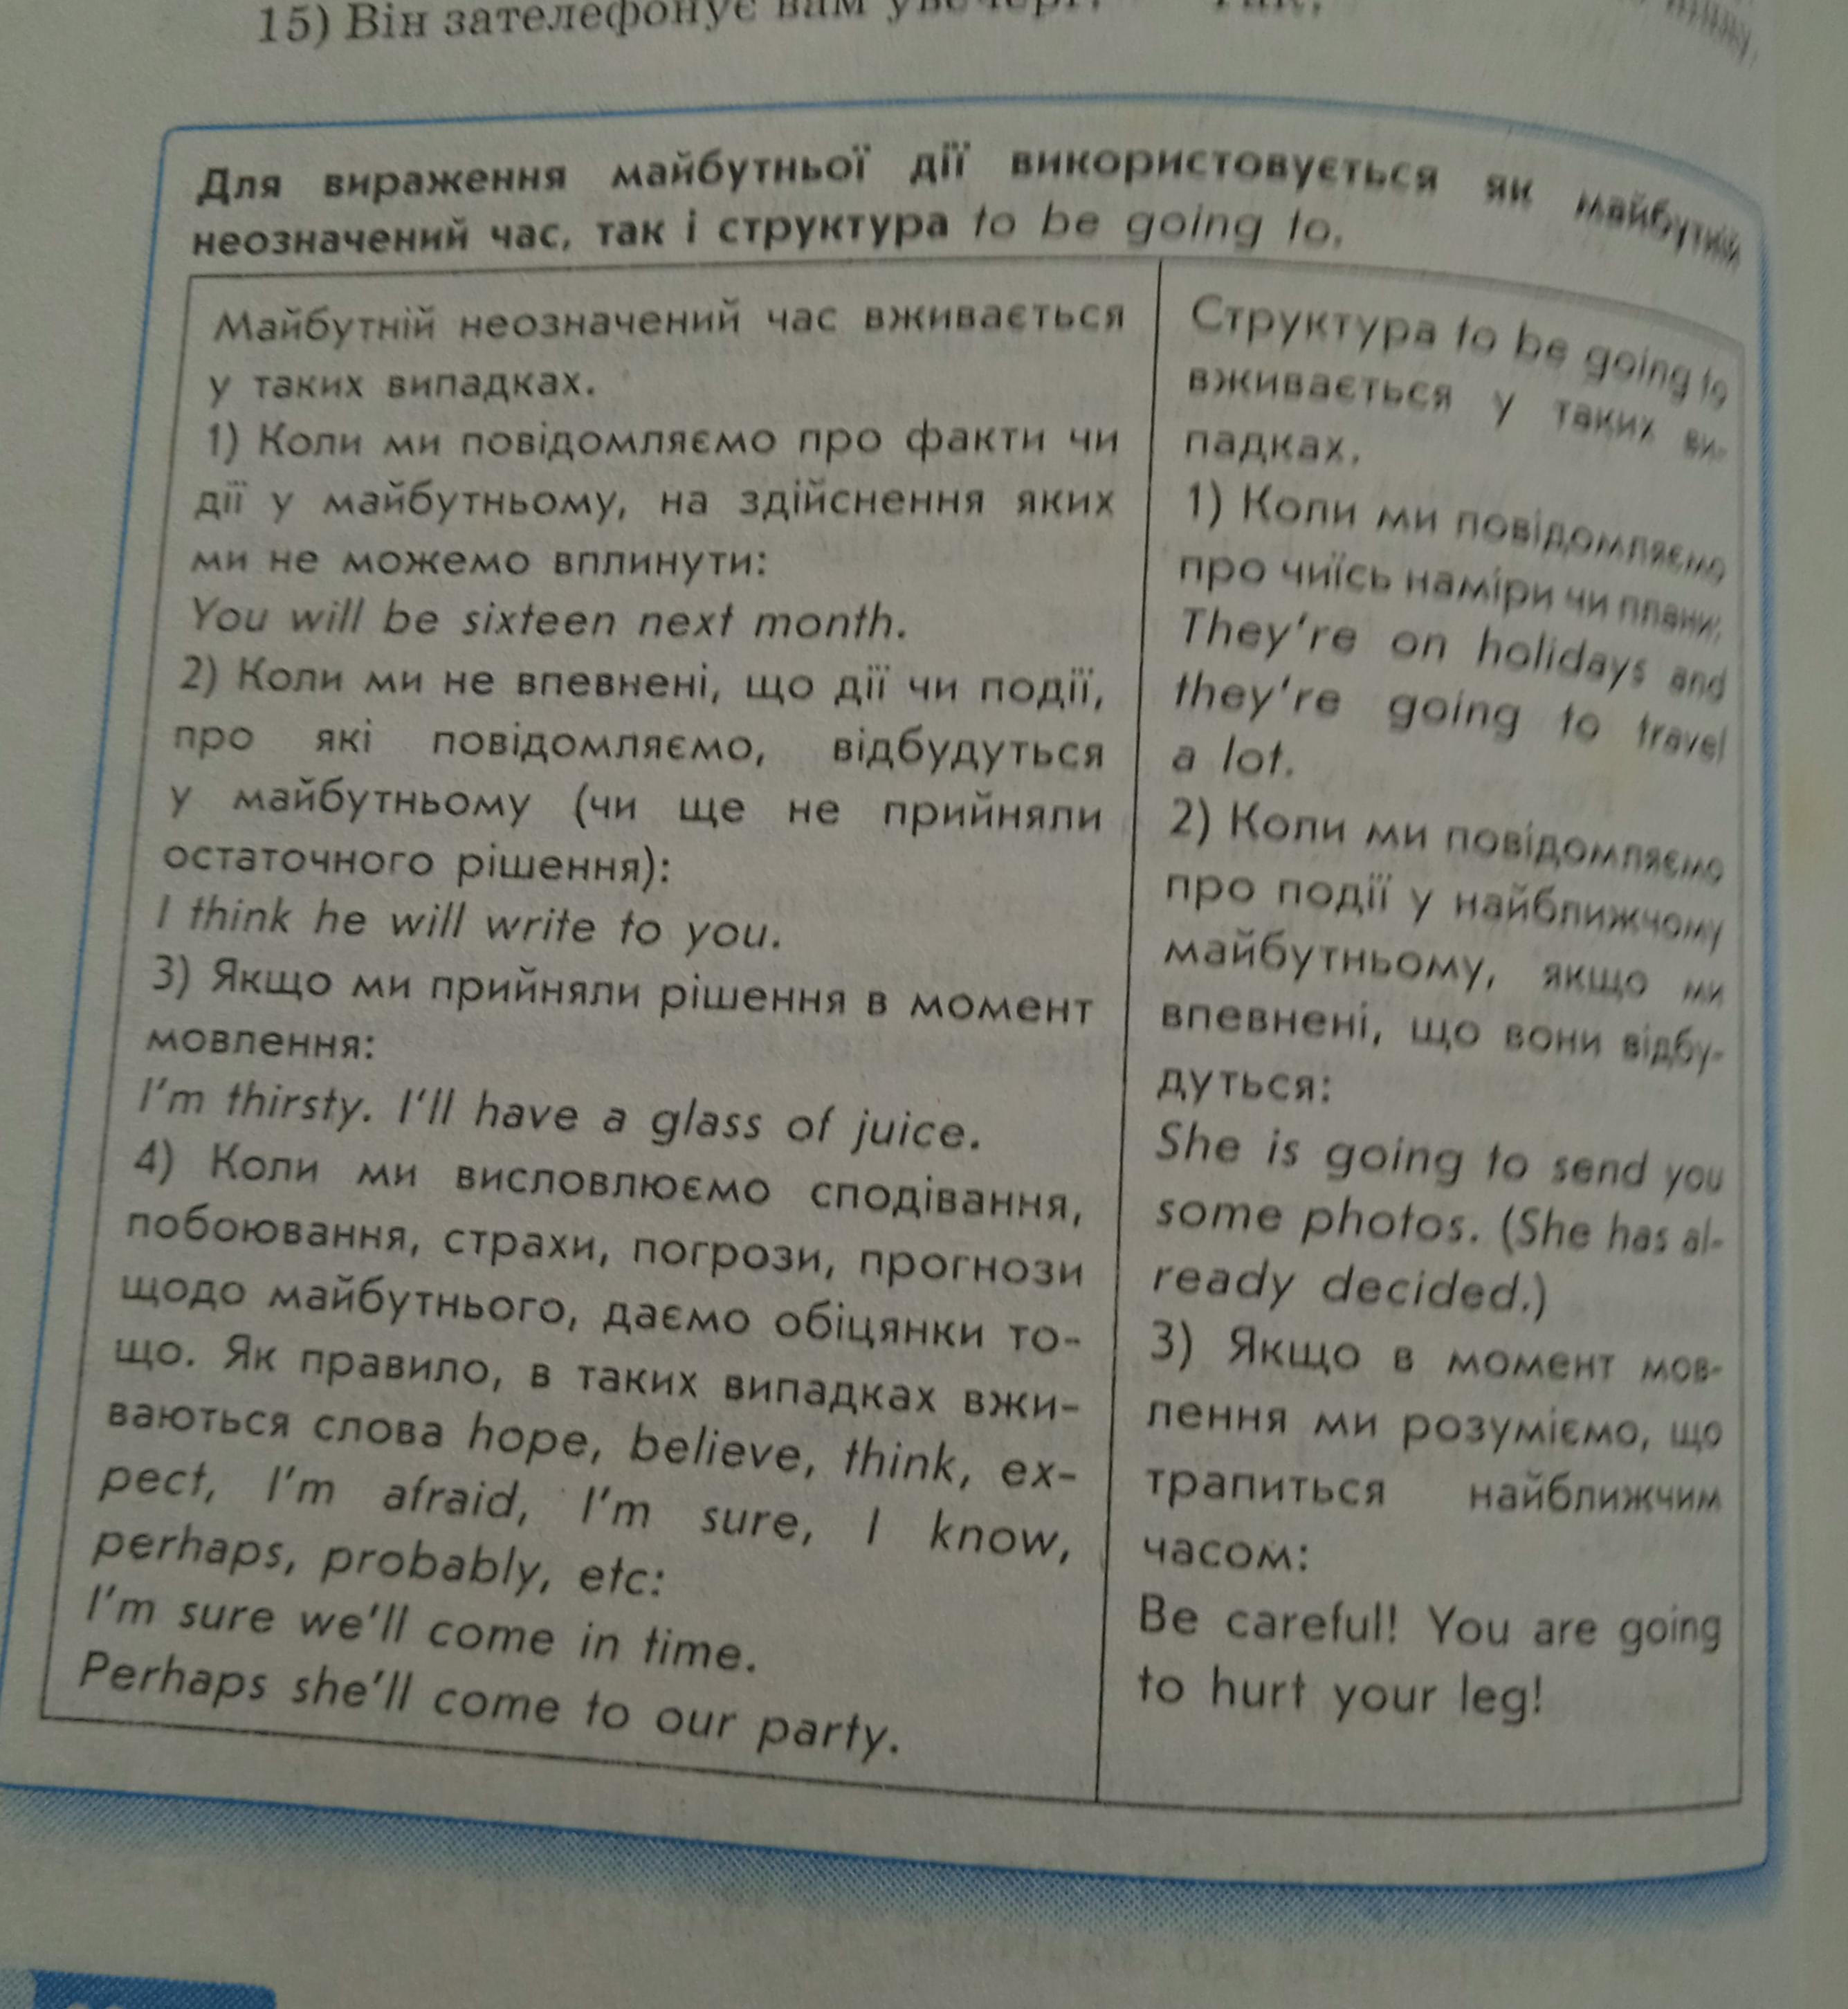 15) Він зателефонує вам
Для вираження майбутньої дії використовується як майбутній
неозначений час, так і структура to be going to.
Майбутній неозначений час вживається
у таких випадках.
1) Коли ми повідомляємо про факти чи
дії у майбутньому, на здійснення яких
ми не можемо вплинути:
You will be sixteen next month.
2) Коли ми не впевнені, що дії чи події,
про які повідомляємо, відбудуться
у майбутньому (чи ще не прийняли
остаточного рішення):
I think he will write to you.
3) Якщо ми прийняли рішення в момент
мовлення:
I'm thirsty. I'll have a glass of juice.
4) Коли ми висловлюємо сподівання,
побоювання, страхи, погрози, прогнози
щодо майбутнього, даємо обіцянки то-
що. Як правило, в таких випадках вжи-
ваються слова hope, believe, think, ex-
pect, I'm afraid, I'm sure, I know,
perhaps, probably, etc:
I'm sure we'll come in time.
Perhaps she'll come to our party.
Структура to be going to
вживається у таких ви-
падках.
1) Коли ми повідомляємо
про чиїсь наміри чи плани:
They're on holidays and
they're going to travel
a lot.
2) Коли ми повідомляємо
про події у найближчому
майбутньому, якщо ми
впевнені, що вони відбу-
дуться:
She is going to send you
some photos. (She has al-
ready decided.)
3) Якщо в момент мов-
лення ми розуміємо, що
трапиться найближчим
часом:
Be careful! You are going
to hurt your leg!